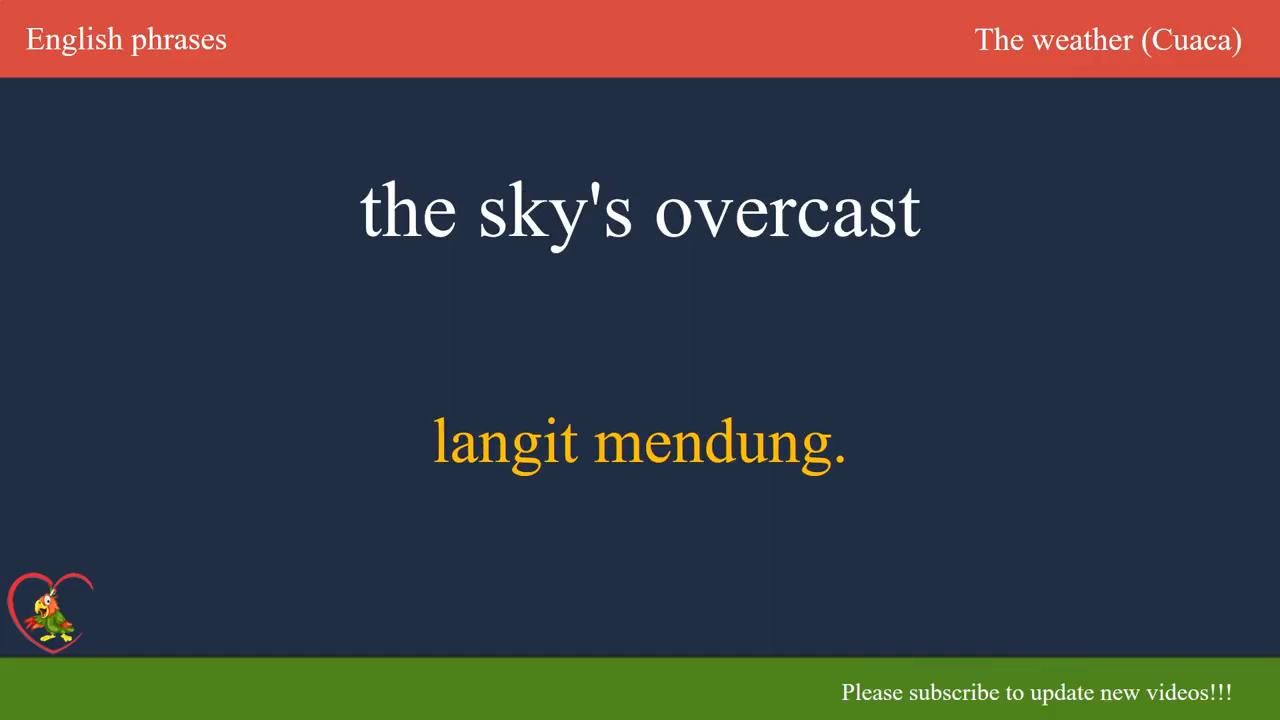 English phrases
The weather (Cuaca)
the sky's overcast
langit mendung.
Please subscribe to update new videos!!!